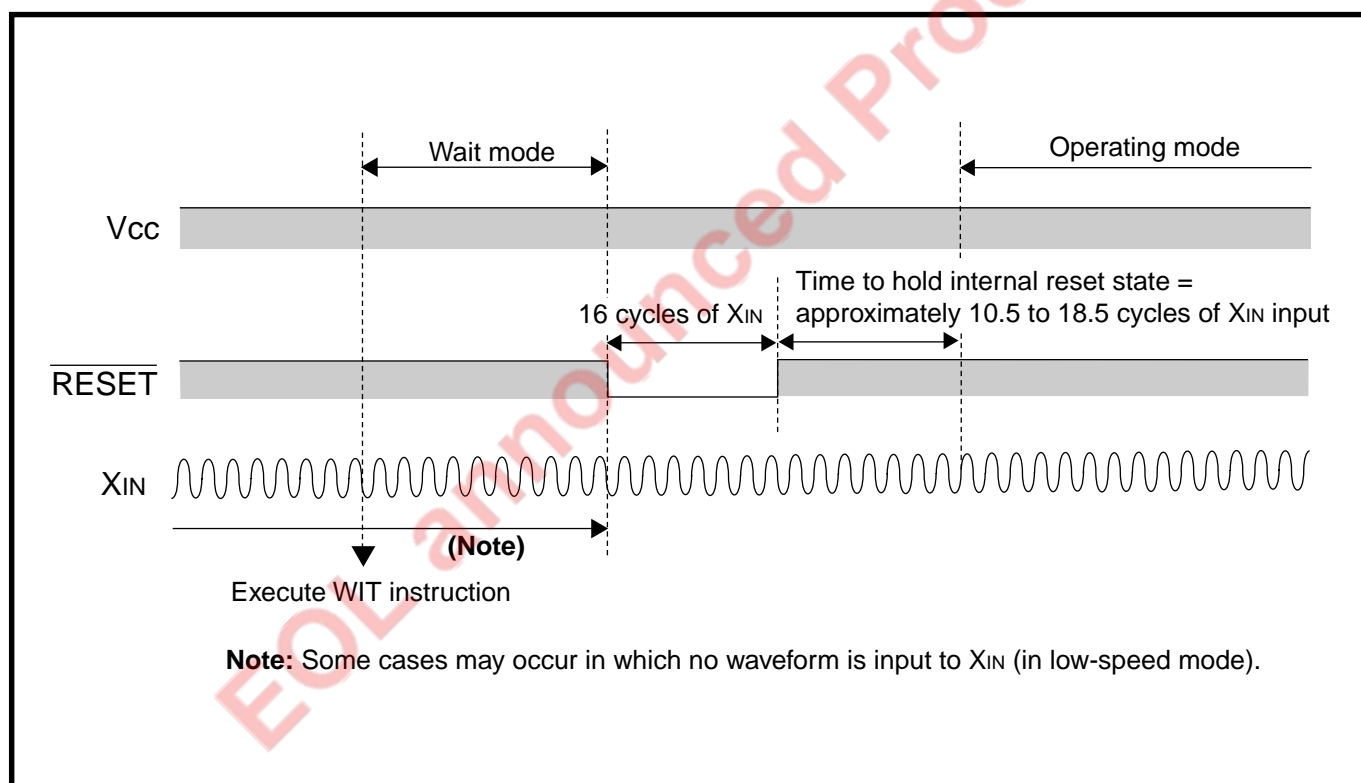 Wait mode
Operating mode
Vcc
Time to hold internal reset state =
16 cycles of XIN
approximately 10.5 to 18.5 cycles of XIN input
RESET
XIN
(Note)
Execute WIT instruction
Note: Some cases may occur in which no waveform is input to XIN (in low-speed mode).
EOL announced Proc